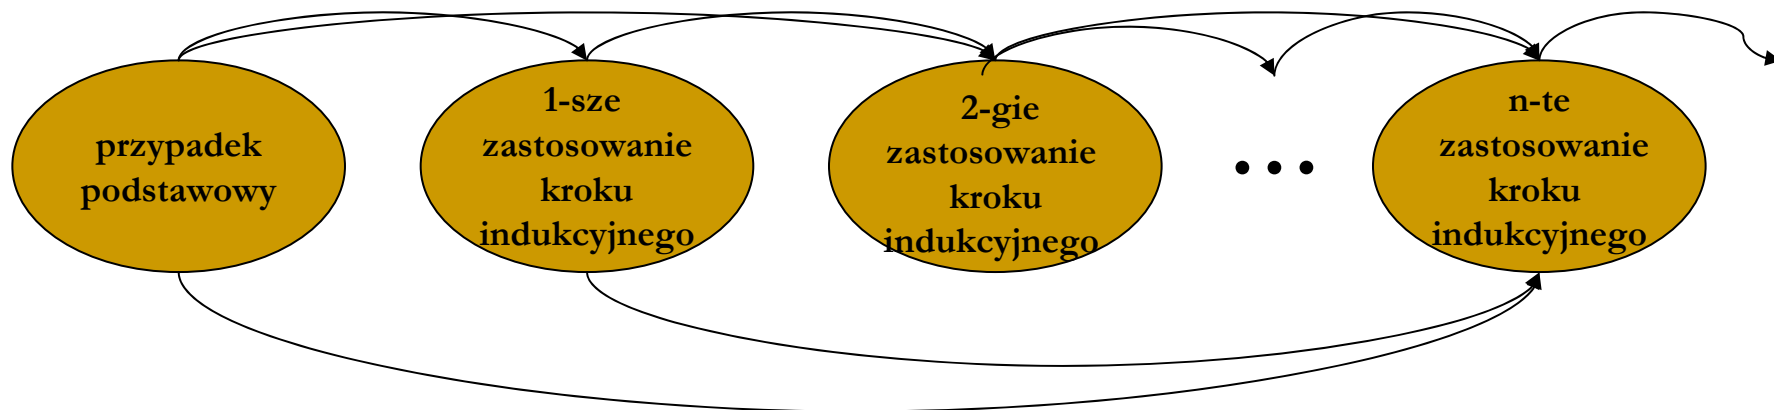 przypadek
podstawowy
1-sze
zastosowanie
kroku
indukcyjnego
2-gie
zastosowanie
kroku
indukcyjnego
...
n-te
zastosowanie
kroku
indukcyjnego